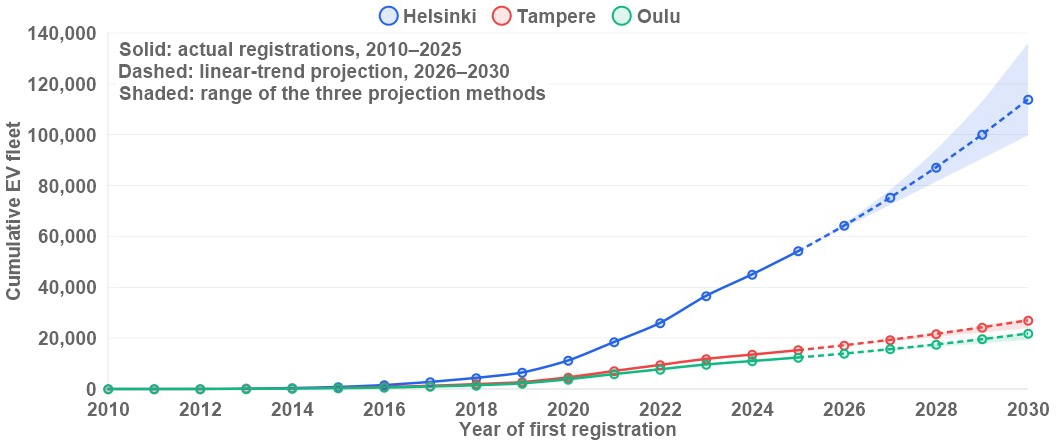 Helsinki Tampere Oulu
140,000
Solid: actual registrations, 2010–2025
Dashed: linear-trend projection, 2026–2030
120,000
Shaded: range of the three projection methods
100,000
80,000
60,000
40,000
20,000
0
Cumulative EV fleet
2010 2012 2014 2016 2018 2020 2022 2024 2026 2028 2030
Year of first registration